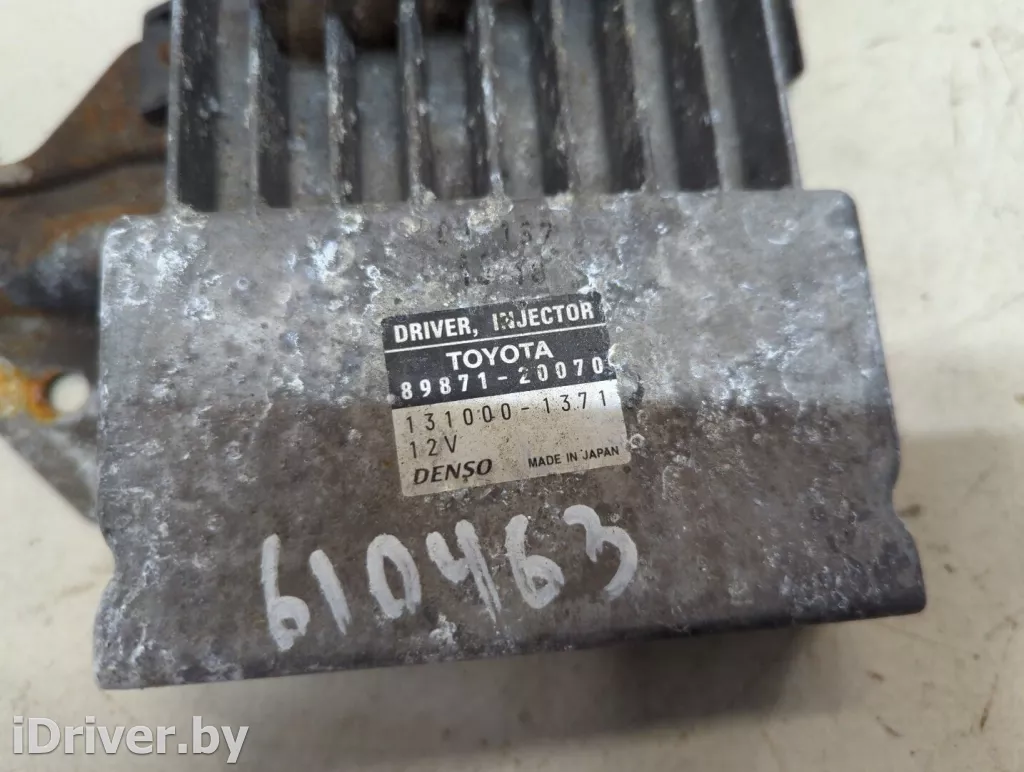 DRIVER, INJECTOR
TOYOTA
89871-20070
131000-1371
12V
DENSO MADE IN JAPAN
610463
iDriver.by